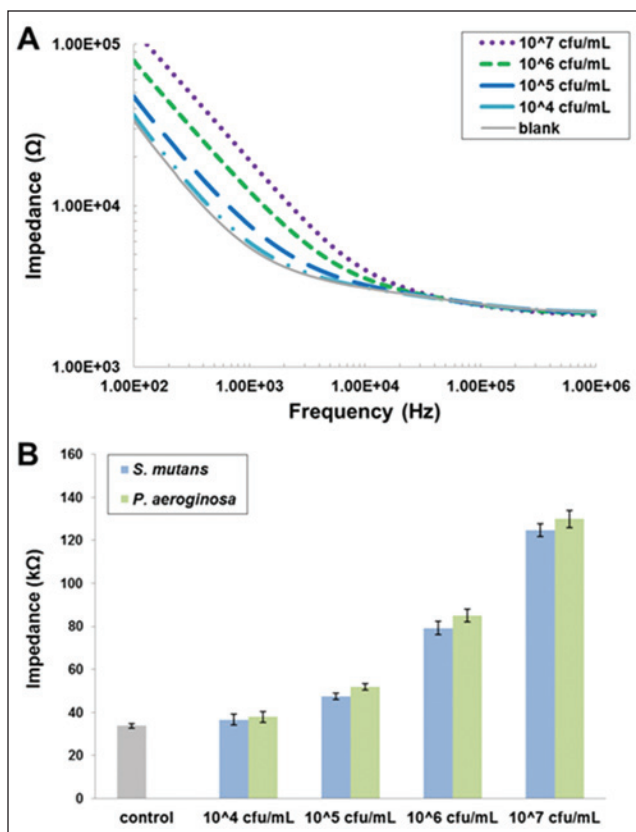 A
1.00E+05
1.00E+04
1.00E+03
Impedance (Ω)
10^7 cfu/mL
10^6 cfu/mL
10^5 cfu/mL
10^4 cfu/mL
blank
1.00E+02 1.00E+03 1.00E+04 1.00E+05 1.00E+06
Frequency (Hz)
B
160
140
120
100
80
60
40
20
0
Impedance (kΩ)
S. mutans
P. aeroginosa
control 10^4 cfu/mL 10^5 cfu/mL 10^6 cfu/mL 10^7 cfu/mL